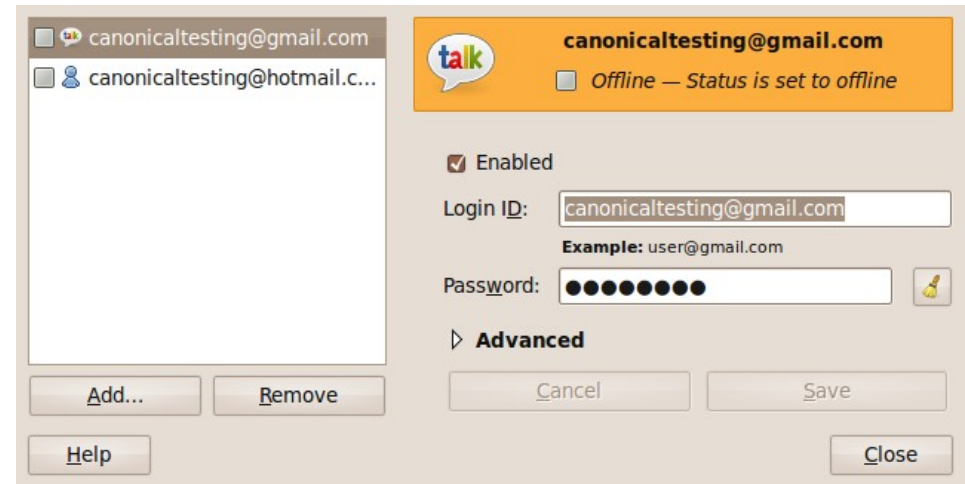 canonicaltesting@gmail.com
canonicaltesting@hotmail.c...
Add...
Remove
Help
talk
canonicaltesting@gmail.com
Offline — Status is set to offline
Enabled
Login ID:
canonicaltesting@gmail.com
Example: user@gmail.com
Password:
●●●●●●●●
Advanced
Cancel
Save
Close